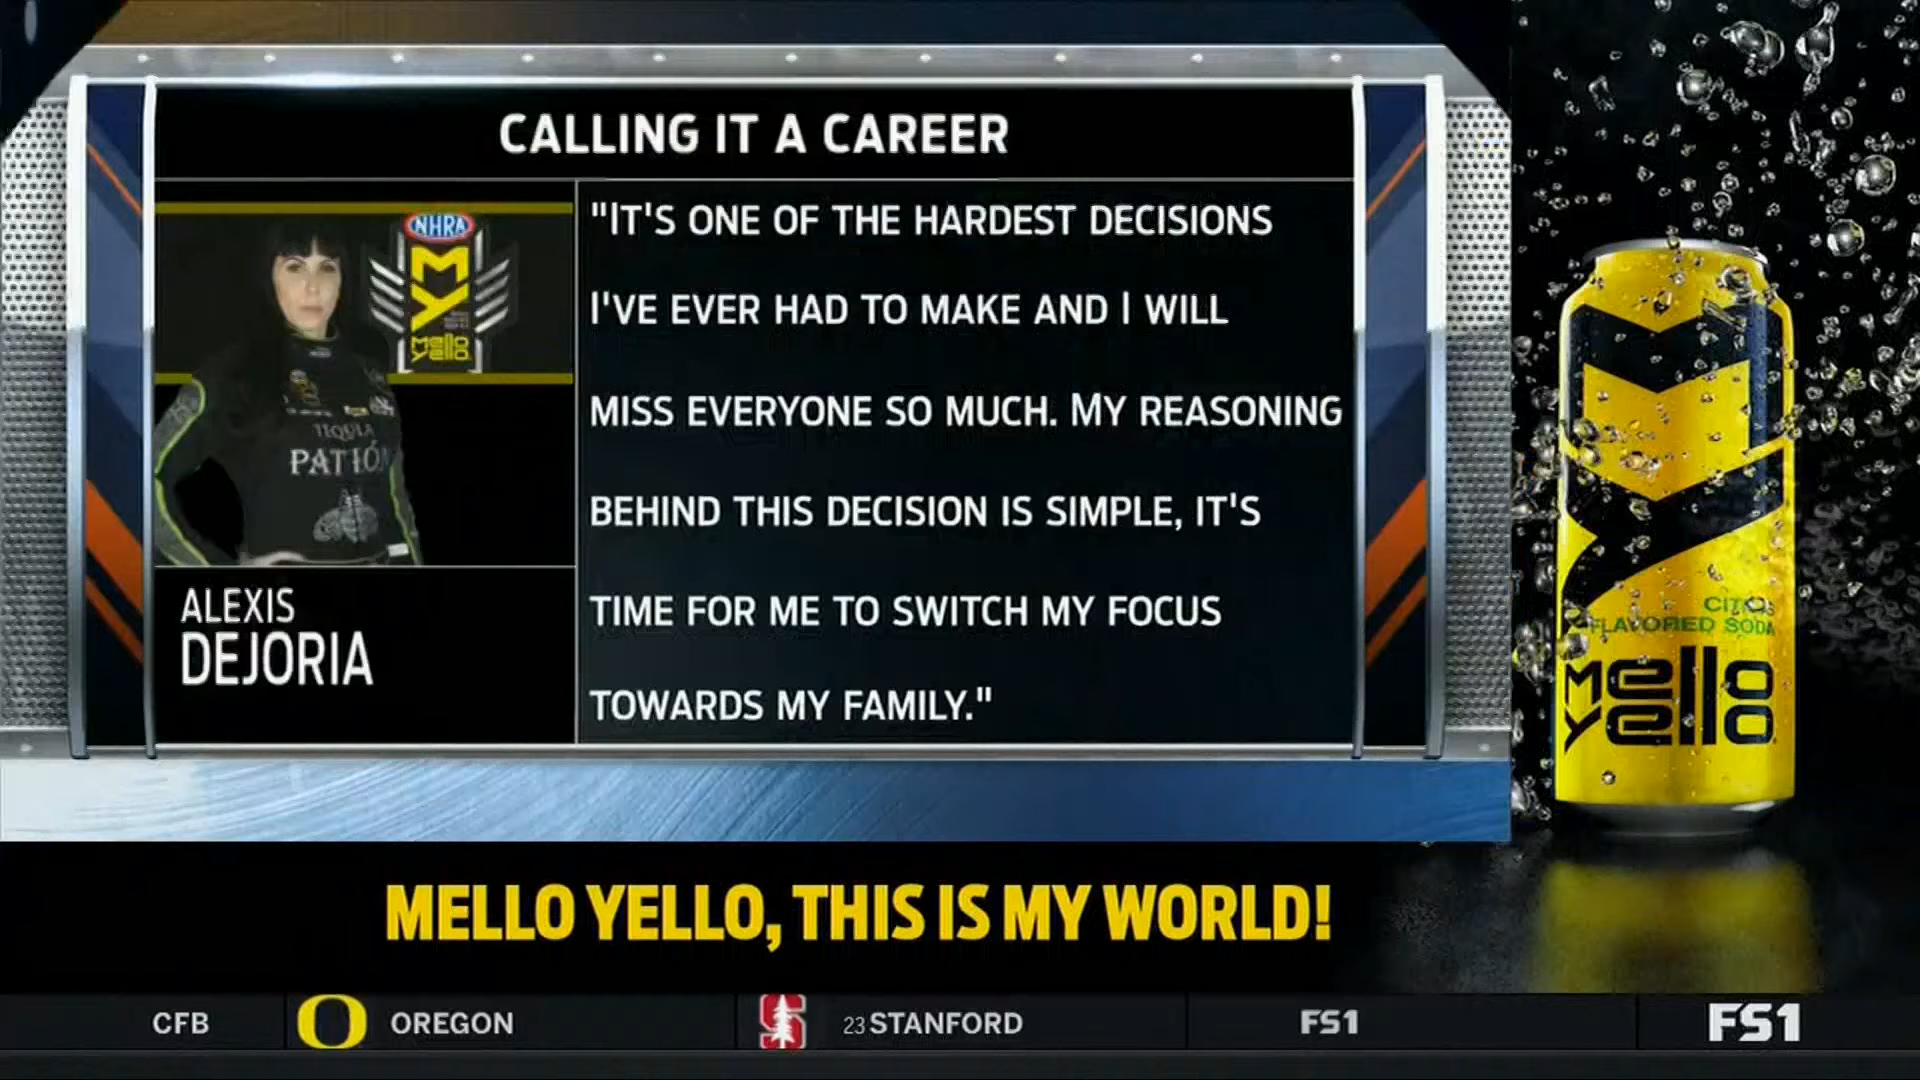 CALLING IT A CAREER
NHRA
MY
Mello
Yello
TEQUILA
PATRÓN
ALEXIS
DEJORIA
"IT'S ONE OF THE HARDEST DECISIONS
I'VE EVER HAD TO MAKE AND I WILL
MISS EVERYONE SO MUCH. MY REASONING
BEHIND THIS DECISION IS SIMPLE, IT'S
TIME FOR ME TO SWITCH MY FOCUS
TOWARDS MY FAMILY."
CITRUS
FLAVORED SODA
Mello
Yello
MELLO YELLO, THIS IS MY WORLD!
CFB OREGON 23 STANFORD FS1 FS1